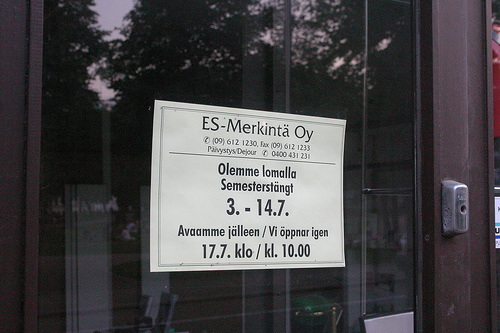 ES-Merkintä Oy
✆ (09) 612 1230, Fax (09) 612 1233
Päivystys/Dejour ✆ 0400 431 231
Olemme lomalla
Semesterstängt
3. - 14.7.
Avaamme jälleen / Vi öppnar igen
17.7. klo / kl. 10.00